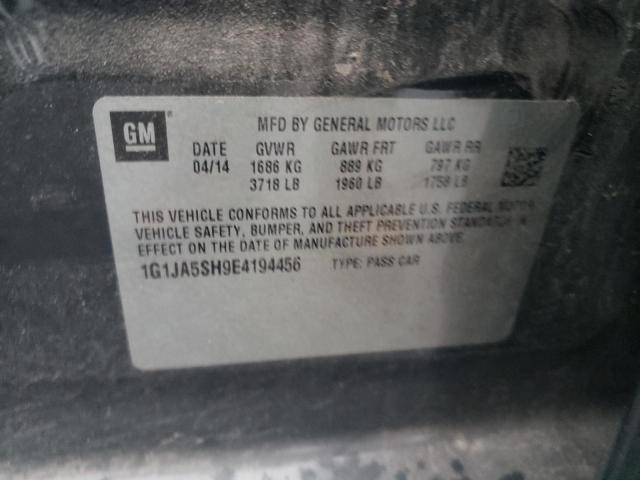 GM
MFD BY GENERAL MOTORS LLC
DATE GVWR GAWR FRT GAWR RR
04/14 1686 KG 889 KG 797 KG
3718 LB 1960 LB 1758 LB
THIS VEHICLE CONFORMS TO ALL APPLICABLE U.S. FEDERAL MOTOR
VEHICLE SAFETY, BUMPER, AND THEFT PREVENTION STANDARDS IN
EFFECT ON THE DATE OF MANUFACTURE SHOWN ABOVE.
1G1JA5SH9E4194456 TYPE: PASS CAR